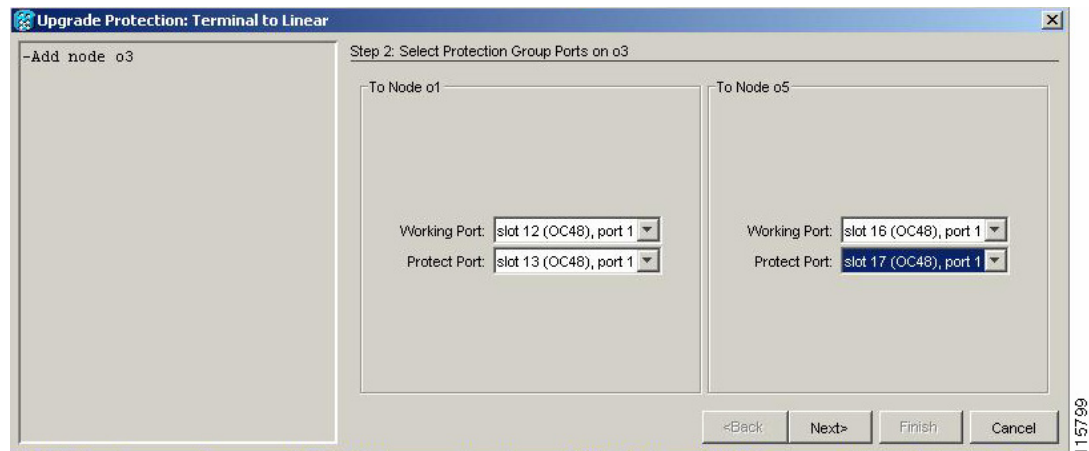 Upgrade Protection: Terminal to Linear
-Add node o3
Step 2: Select Protection Group Ports on o3
To Node o1
Working Port: slot 12 (OC48), port 1
Protect Port: slot 13 (OC48), port 1
To Node o5
Working Port: slot 16 (OC48), port 1
Protect Port: slot 17 (OC48), port 1
<Back Next> Finish Cancel
115799